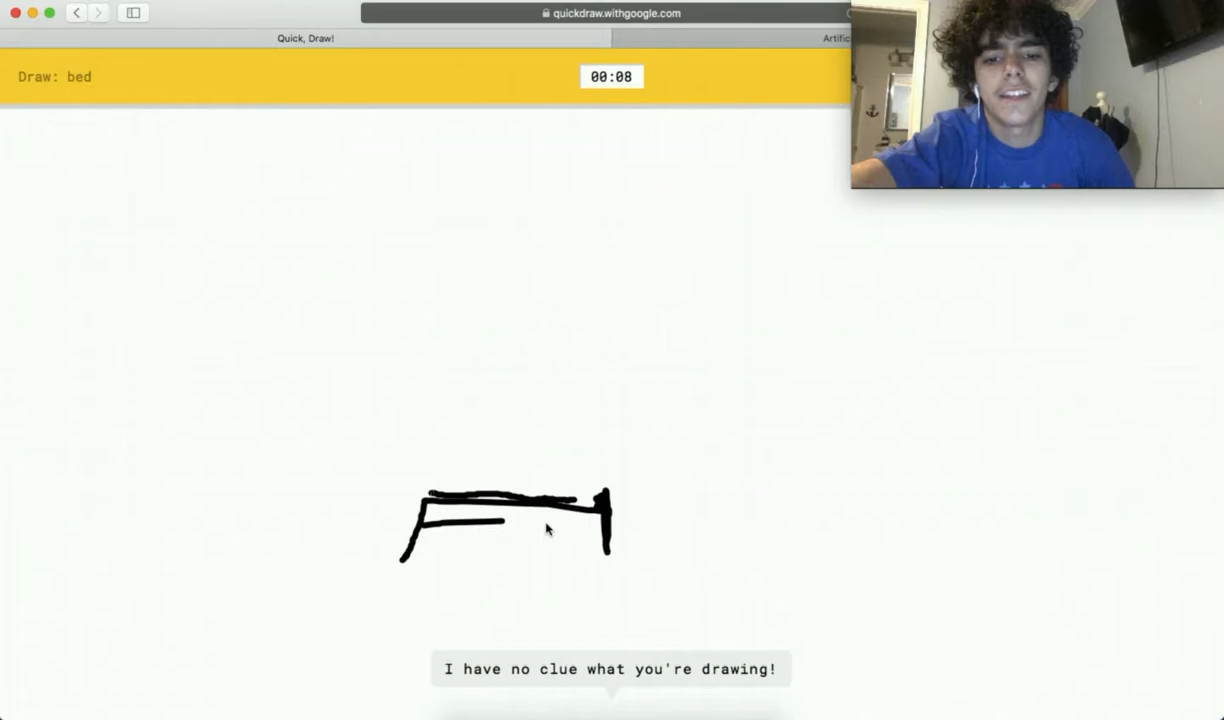 quickdraw.withgoogle.com
Quick, Draw!
Artific
Draw: bed
00:08
I have no clue what you're drawing!